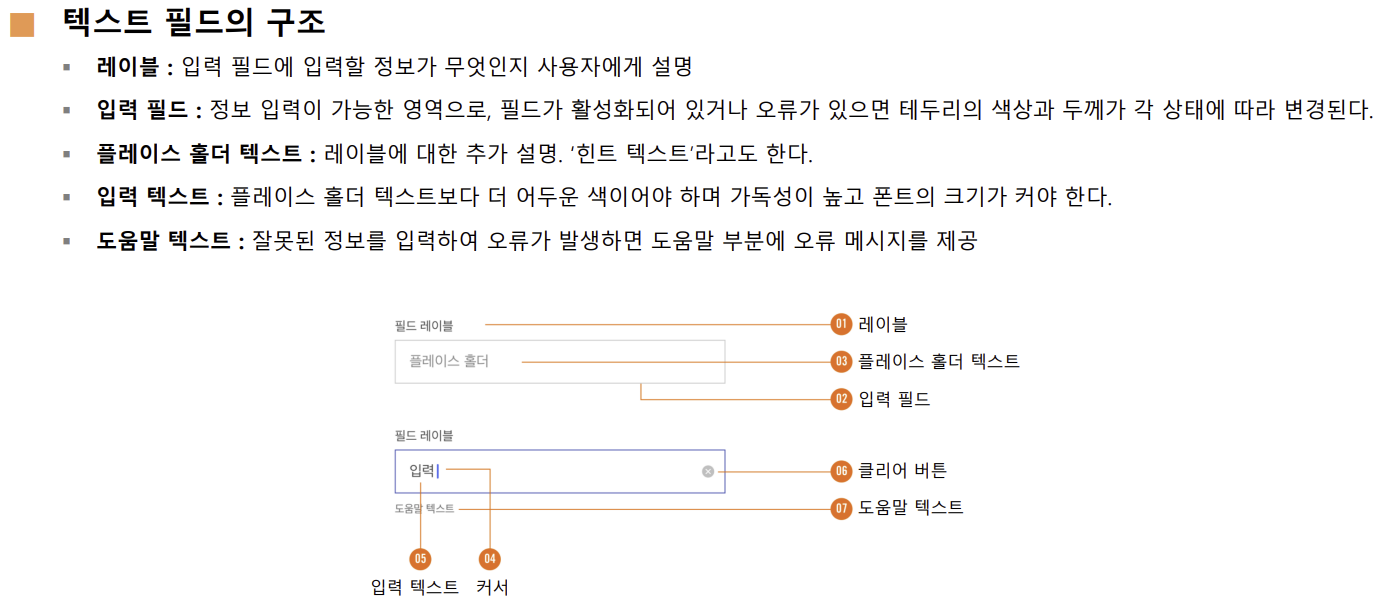 텍스트 필드의 구조
레이블 : 입력 필드에 입력할 정보가 무엇인지 사용자에게 설명
입력 필드 : 정보 입력이 가능한 영역으로, 필드가 활성화되어 있거나 오류가 있으면 테두리의 색상과 두께가 각 상태에 따라 변경된다.
플레이스 홀더 텍스트 : 레이블에 대한 추가 설명. ‘힌트 텍스트’라고도 한다.
입력 텍스트 : 플레이스 홀더 텍스트보다 더 어두운 색이어야 하며 가독성이 높고 폰트의 크기가 커야 한다.
도움말 텍스트 : 잘못된 정보를 입력하여 오류가 발생하면 도움말 부분에 오류 메시지를 제공
필드 레이블 01 레이블
플레이스 홀더 03 플레이스 홀더 텍스트
02 입력 필드
필드 레이블
입력 06 클리어 버튼
도움말 텍스트 07 도움말 텍스트
05 04
입력 텍스트 커서